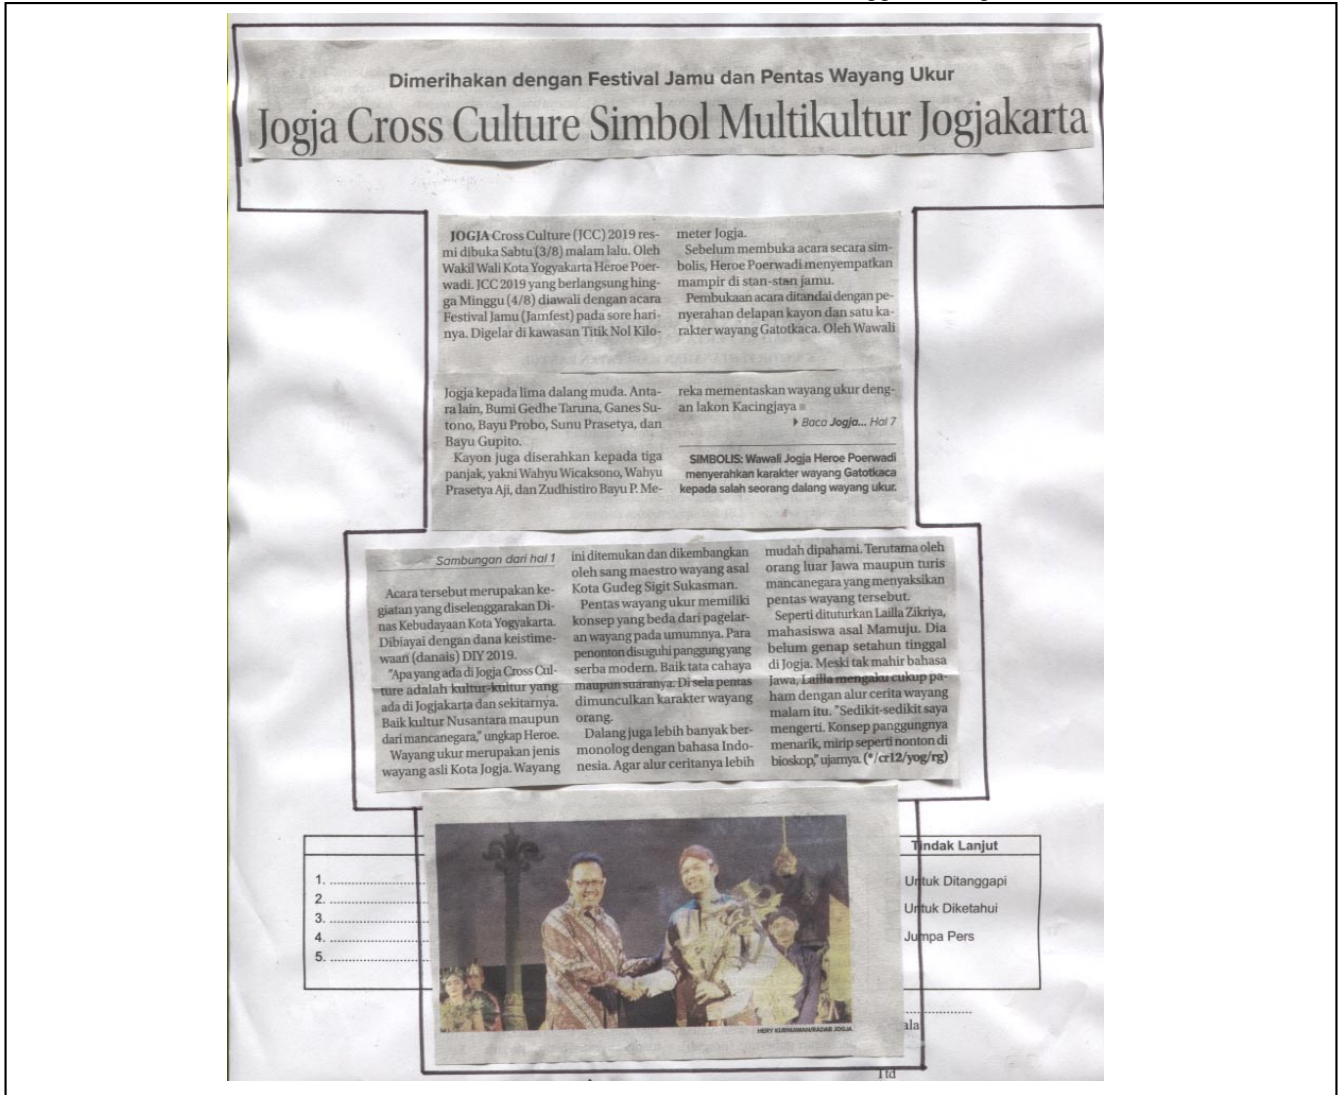 Dimerihakan dengan Festival Jamu dan Pentas Wayang Ukur
Jogja Cross Culture Simbol Multikultur Jogjakarta
JOGJA Cross Culture (JCC) 2019 res-
mi dibuka Sabtu (3/8) malam lalu. Oleh
Wakil Wali Kota Yogyakarta Heroe Poer-
wadi. JCC 2019 yang berlangsung hing-
ga Minggu (4/8) diawali dengan acara
Festival Jamu (Jamfest) pada sore hari-
nya. Digelar di kawasan Titik Nol Kilo-
meter Jogja.
Sebelum membuka acara secara sim-
bolis, Heroe Poerwadi menyempatkan
mampir di stan-stan jamu.
Pembukaan acara ditandai dengan pe-
nyerahan delapan kayon dan satu ka-
rakter wayang Gatotkaca. Oleh Wawali
Jogja kepada lima dalang muda. Anta-
ra lain, Bumi Gedhe Taruna, Ganes Su-
tono, Bayu Probo, Sunu Prasetya, dan
Bayu Gupito.
Kayon juga diserahkan kepada tiga
panjak, yakni Wahyu Wicaksono, Wahyu
Prasetya Aji, dan Zudhistiro Bayu P. Me-
reka mementaskan wayang ukur deng-
an lakon Kacingjaya
Baca Jogja... Hal 7
SIMBOLIS: Wawali Jogja Heroe Poerwadi
menyerahkan karakter wayang Gatotkaca
kepada salah seorang dalang wayang ukur.
Sambungan dari hal 1
Acara tersebut merupakan ke-
giatan yang diselenggarakan Di-
nas Kebudayaan Kota Yogyakarta.
Dibiayai dengan dana keistime-
waan (danais) DIY 2019.
"Apa yang ada di Jogja Cross Cul-
ture adalah kultur-kultur yang
ada di Jogjakarta dan sekitarnya.
Baik kultur Nusantara maupun
dari mancanegara," ungkap Heroe.
Wayang ukur merupakan jenis
wayang asli Kota Jogja. Wayang
ini ditemukan dan dikembangkan
oleh sang maestro wayang asal
Kota Gudeg Sigit Sukasman.
Pentas wayang ukur memiliki
konsep yang beda dari pagelar-
an wayang pada umumnya. Para
penonton disuguhi panggung yang
serba modern. Baik tata cahaya
maupun suaranya. Di sela pentas
dimunculkan karakter wayang
orang.
Dalang juga lebih banyak ber-
monolog dengan bahasa Indo-
nesia. Agar alur ceritanya lebih
mudah dipahami. Terutama oleh
orang luar Jawa maupun turis
mancanegara yang menyaksikan
pentas wayang tersebut.
Seperti dituturkan Lailla Zikriya,
mahasiswa asal Mamuju. Dia
belum genap setahun tinggal
di Jogja. Meski tak mahir bahasa
Jawa, Lailla mengaku cukup pa-
ham dengan alur cerita wayang
malam itu. "Sedikit-sedikit saya
mengerti. Konsep panggungnya
menarik, mirip seperti nonton di
bioskop," ujarnya. (*/cr12/yog/rg)
HERY KURNIAWAN/RADAR JOGJA
1.
2.
3.
4.
5.
Tindak Lanjut
Untuk Ditanggapi
Untuk Diketahui
Jumpa Pers
ala
Ttd